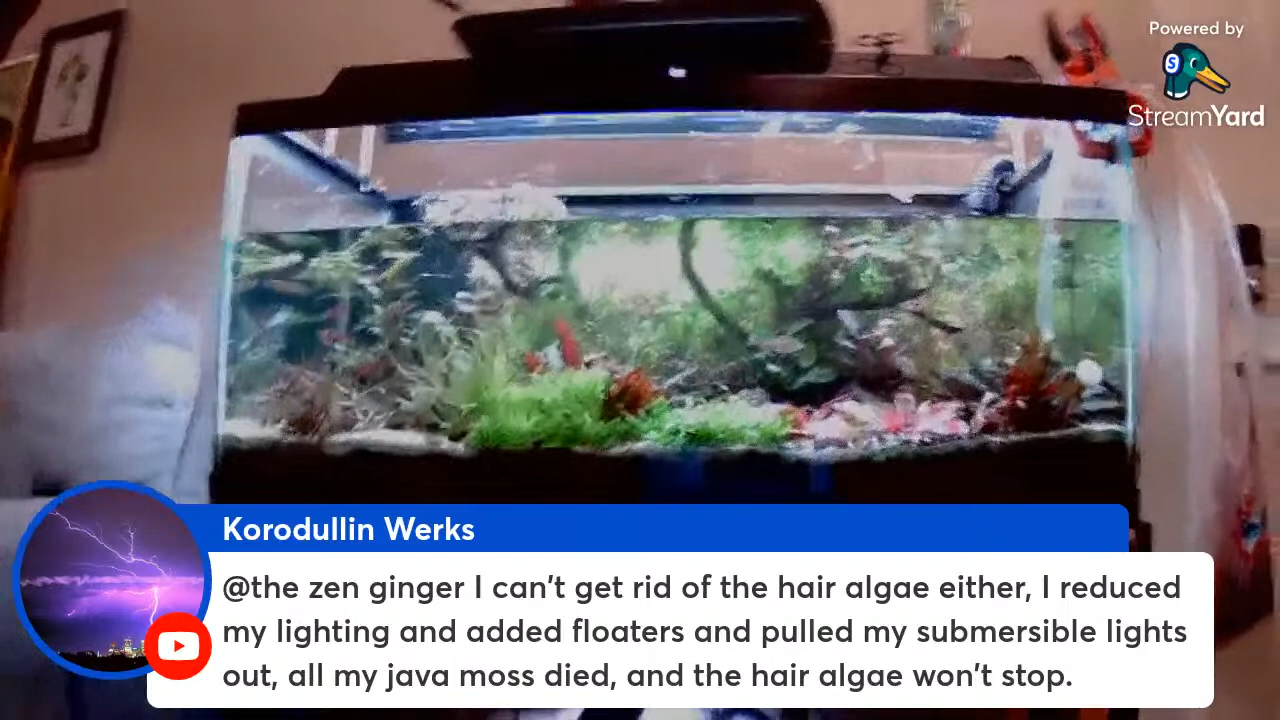 Powered by
StreamYard
Korodullin Werks
@the zen ginger I can't get rid of the hair algae either, I reduced
my lighting and added floaters and pulled my submersible lights
out, all my java moss died, and the hair algae won't stop.